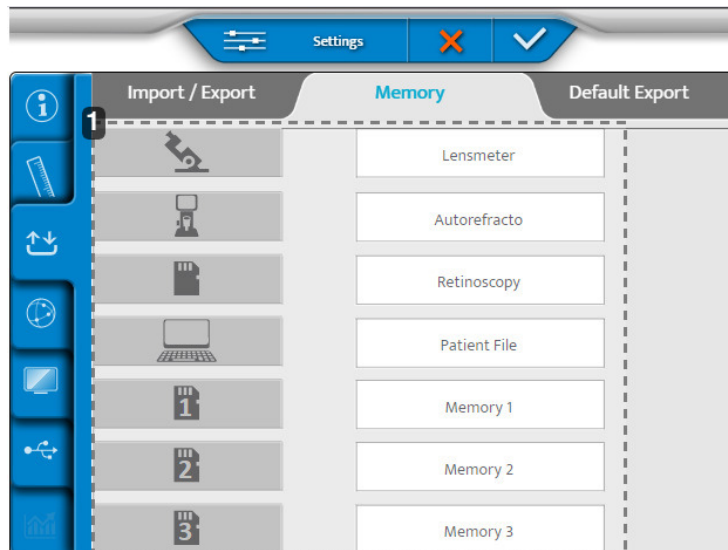 Settings
Import / Export Memory Default Export
1
Lensmeter
Autorefracto
Retinoscopy
Patient File
1 Memory 1
2 Memory 2
3 Memory 3